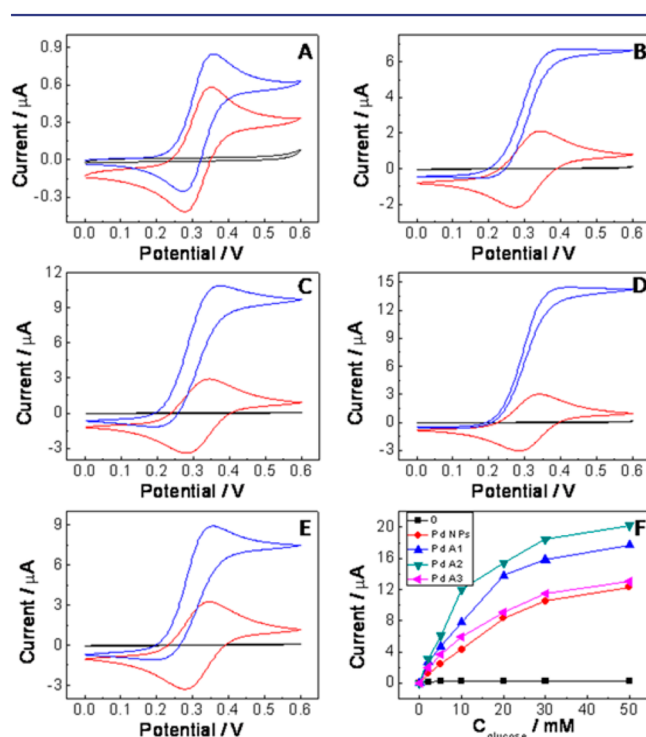 A
Current / µA
0.9
0.6
0.3
0.0
-0.3
0.0 0.1 0.2 0.3 0.4 0.5 0.6
Potential / V
B
Current / µA
6
4
2
0
-2
0.0 0.1 0.2 0.3 0.4 0.5 0.6
Potential / V
C
Current / µA
12
9
6
3
0
-3
0.0 0.1 0.2 0.3 0.4 0.5 0.6
Potential / V
D
Current / µA
15
12
9
6
3
0
-3
0.0 0.1 0.2 0.3 0.4 0.5 0.6
Potential / V
E
Current / µA
9
6
3
0
-3
0.0 0.1 0.2 0.3 0.4 0.5 0.6
Potential / V
F
Current / µA
20
16
12
8
4
0
0
Pd NPs
Pd A1
Pd A2
Pd A3
0 10 20 30 40 50
C glucose / mM